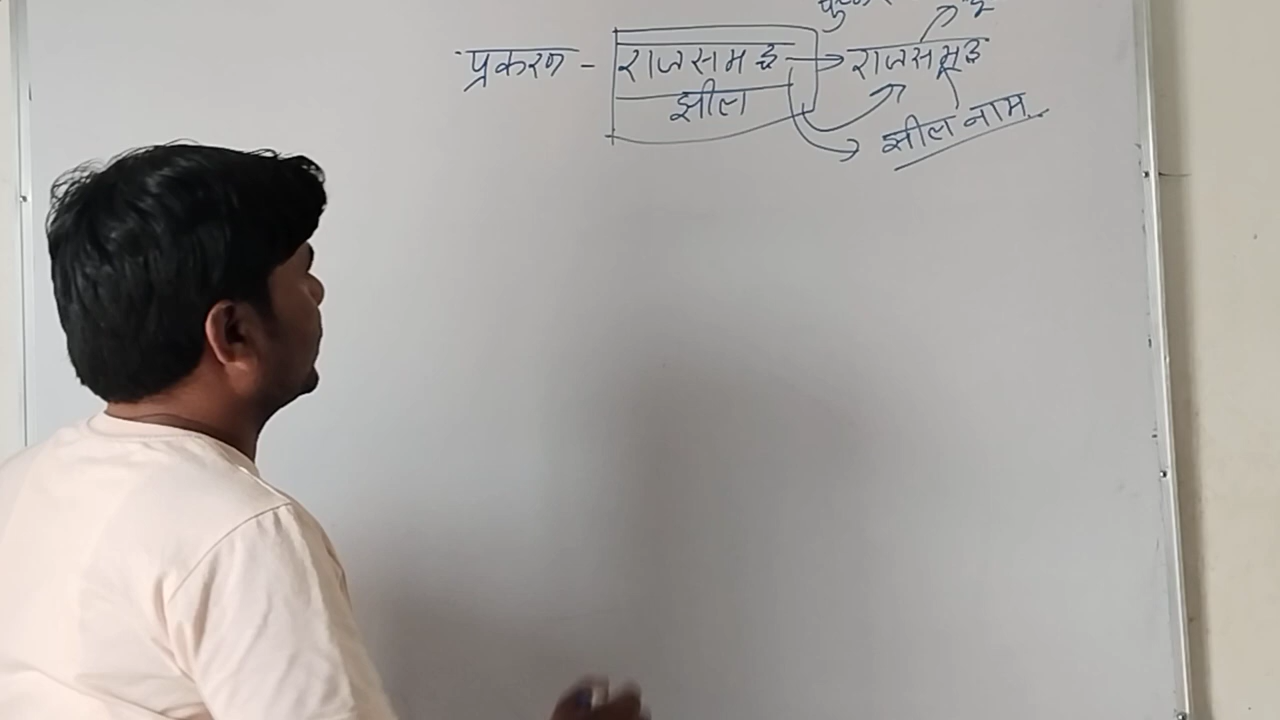 प्रकरण - राजसमन्द → राजसमन्द
झील
झील नाम